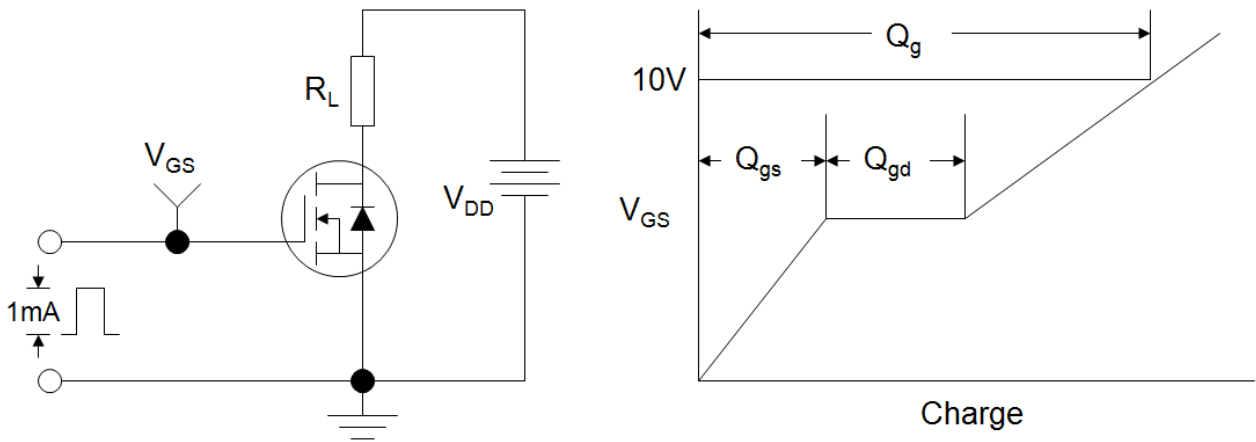 R_L
V_GS
V_DD
1mA
Q_g
10V
Q_gs
Q_gd
V_GS
Charge